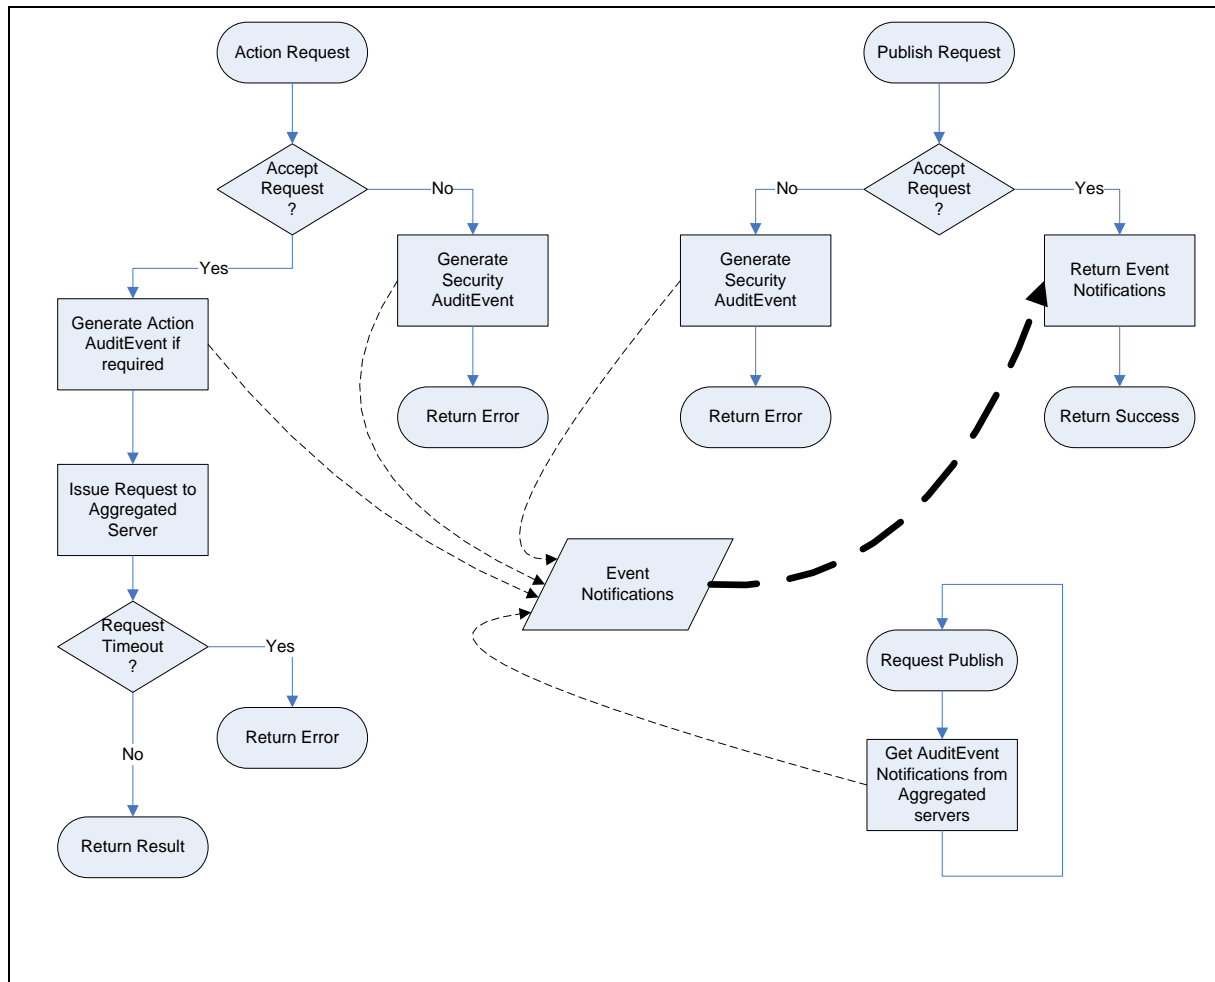 Action Request
Accept
Request
?
No
Yes
Generate
Security
AuditEvent
Return Error
Generate Action
AuditEvent if
required
Issue Request to
Aggregated
Server
Request
Timeout
?
Yes
Return Error
No
Return Result
Publish Request
Accept
Request
?
No
Yes
Generate
Security
AuditEvent
Return Error
Return Event
Notifications
Return Success
Event
Notifications
Request Publish
Get AuditEvent
Notifications from
Aggregated
servers